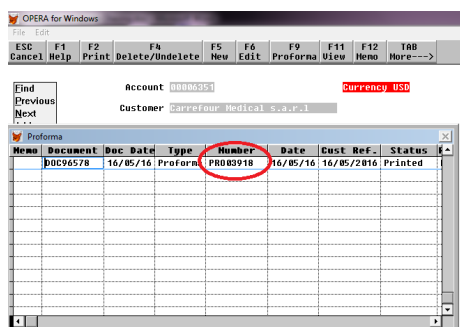 OPERA for Windows
File Edit
ESC F1 F2 F4 F5 F6 F9 F11 F12 TAB
Cancel Help Print Delete/Undelete New Edit Proforma View Memo More--->
Find Account 00006351 Currency USD
Previous
Next Customer Carrefour Medical s.a.r.l
Proforma
Memo Document Doc Date Type Number Date Cust Ref. Status
DOC96578 16/05/16 Proform PRO03918 16/05/16 16/05/2016 Printed